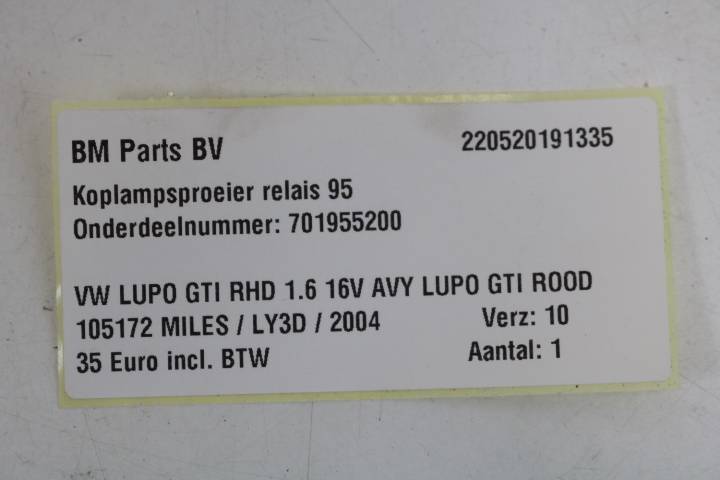 BM Parts BV 220520191335
Koplampsproeier relais 95
Onderdeelnummer: 701955200
VW LUPO GTI RHD 1.6 16V AVY LUPO GTI ROOD
105172 MILES / LY3D / 2004 Verz: 10
35 Euro incl. BTW Aantal: 1